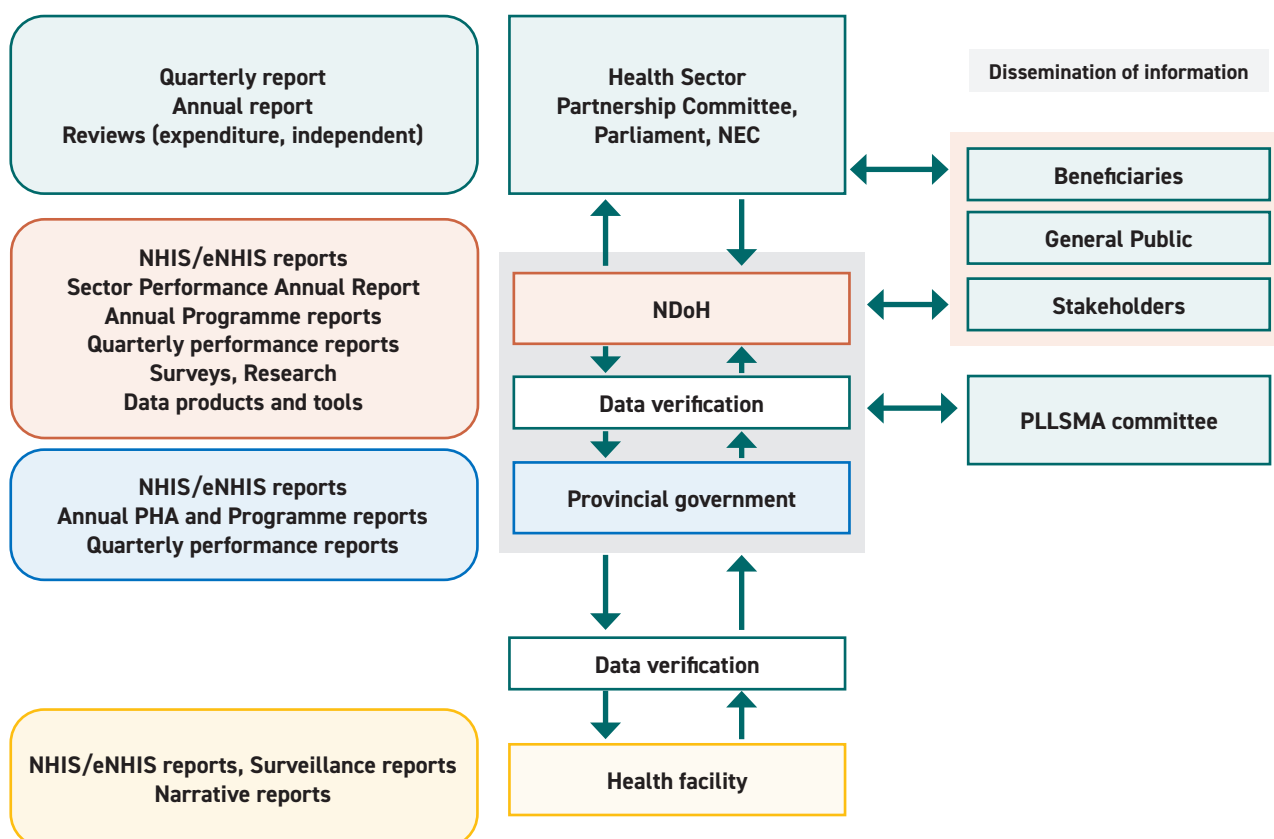 Quarterly report
Annual report
Reviews (expenditure, independent)
Health Sector
Partnership Committee,
Parliament, NEC
Dissemination of information
Beneficiaries
General Public
Stakeholders
NHIS/eNHIS reports
Sector Performance Annual Report
Annual Programme reports
Quarterly performance reports
Surveys, Research
Data products and tools
NDoH
Data verification
PLLSMA committee
NHIS/eNHIS reports
Annual PHA and Programme reports
Quarterly performance reports
Provincial government
Data verification
NHIS/eNHIS reports, Surveillance reports
Narrative reports
Health facility